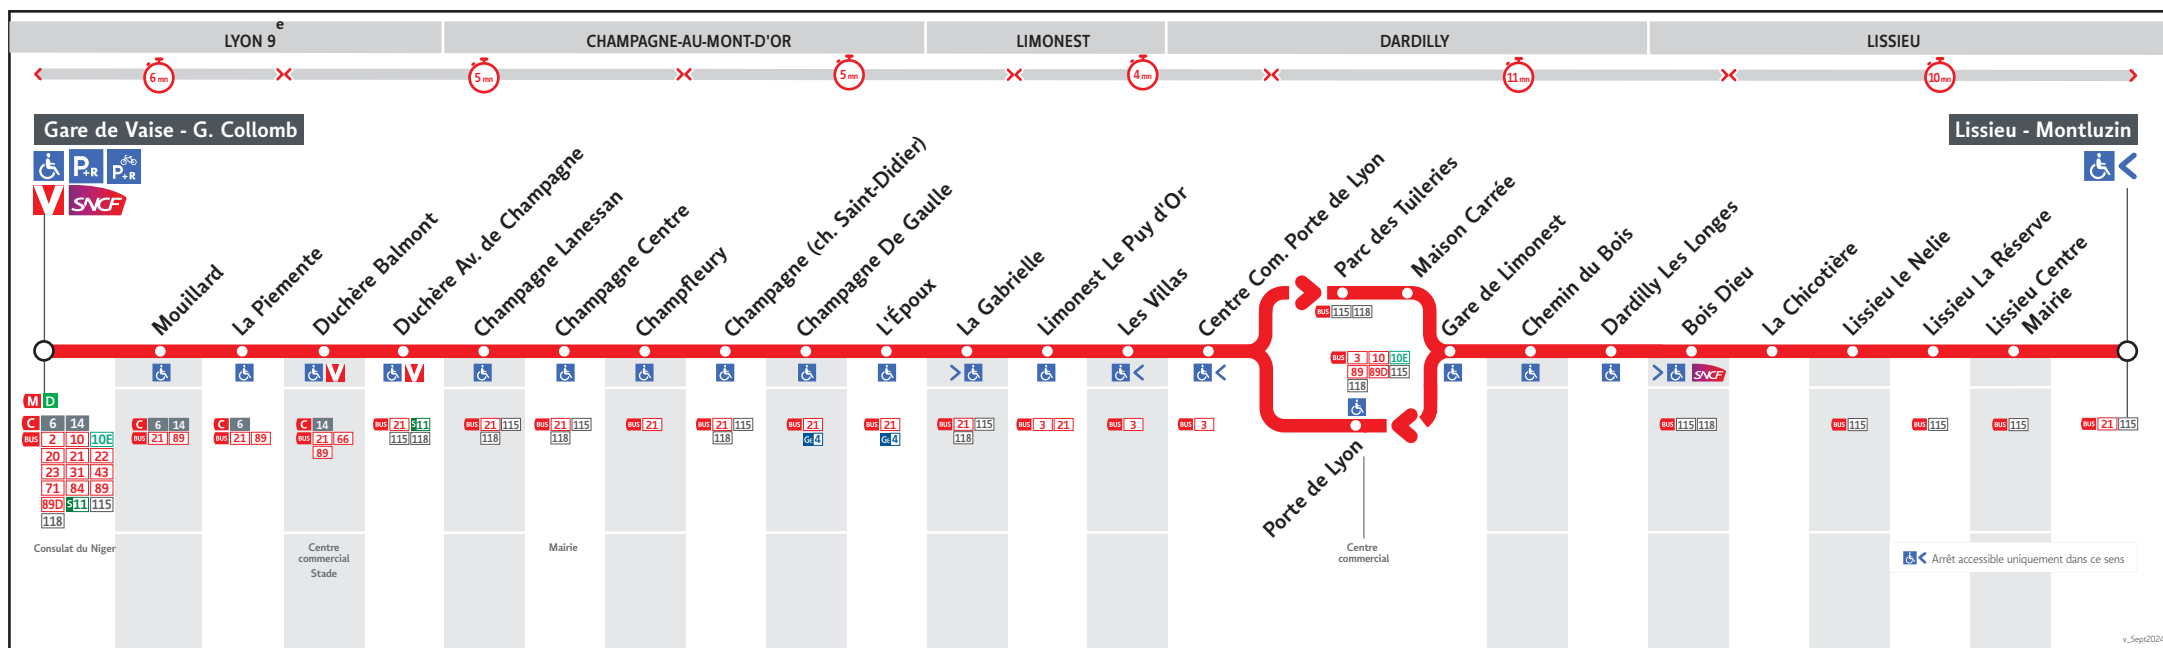 LYON 9e
CHAMPAGNE-AU-MONT-D'OR
LIMONEST
DARDILLY
LISSIEU
6 mn
5 mn
5 mn
4 mn
11 mn
10 mn
Gare de Vaise - G. Collomb
P+R
P+R
V SNCF
Lissieu - Montluzin
Mouillard
La Piemente
Duchère Balmont
Duchère Av. de Champagne
Champagne Lanessan
Champagne Centre
Champfleury
Champagne (ch. Saint-Didier)
Champagne De Gaulle
L'Époux
La Gabrielle
Limonest Le Puy d'Or
Les Villas
Centre Com. Porte de Lyon
Parc des Tuileries
Maison Carrée
Porte de Lyon
Gare de Limonest
Chemin du Bois
Dardilly Les Longes
Bois Dieu
La Chicotière
Lissieu le Nelie
Lissieu La Réserve
Lissieu Centre
Mairie
BUS 115 118
BUS 3 10 10E
89 89D 115
118
V
V
SNCF
M D
C 6 14
BUS 2 10 10E
20 21 22
23 31 43
71 84 89
89D S11 115
118
C 6 14
BUS 21 89
C 6
BUS 21 89
C 14
BUS 21 66
89
BUS 21 S11
115 118
BUS 21 115
118
BUS 21 115
118
BUS 21
BUS 21 115
118
BUS 21
GE4
BUS 21
GE4
BUS 21 115
118
BUS 3 21
BUS 3
BUS 3
BUS 115 118
BUS 115
BUS 115
BUS 115
BUS 21 115
Consulat du Niger
Centre
commercial
Stade
Mairie
Centre
commercial
Arrêt accessible uniquement dans ce sens
v_Sept2024